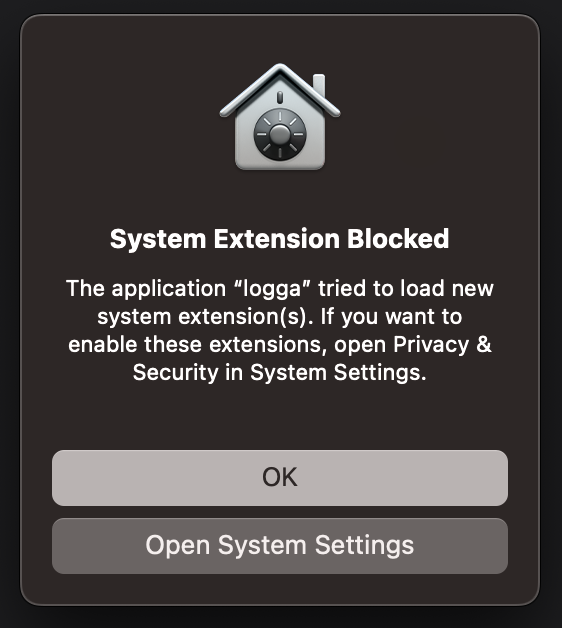 System Extension Blocked
The application “logga” tried to load new
system extension(s). If you want to
enable these extensions, open Privacy &
Security in System Settings.
OK
Open System Settings